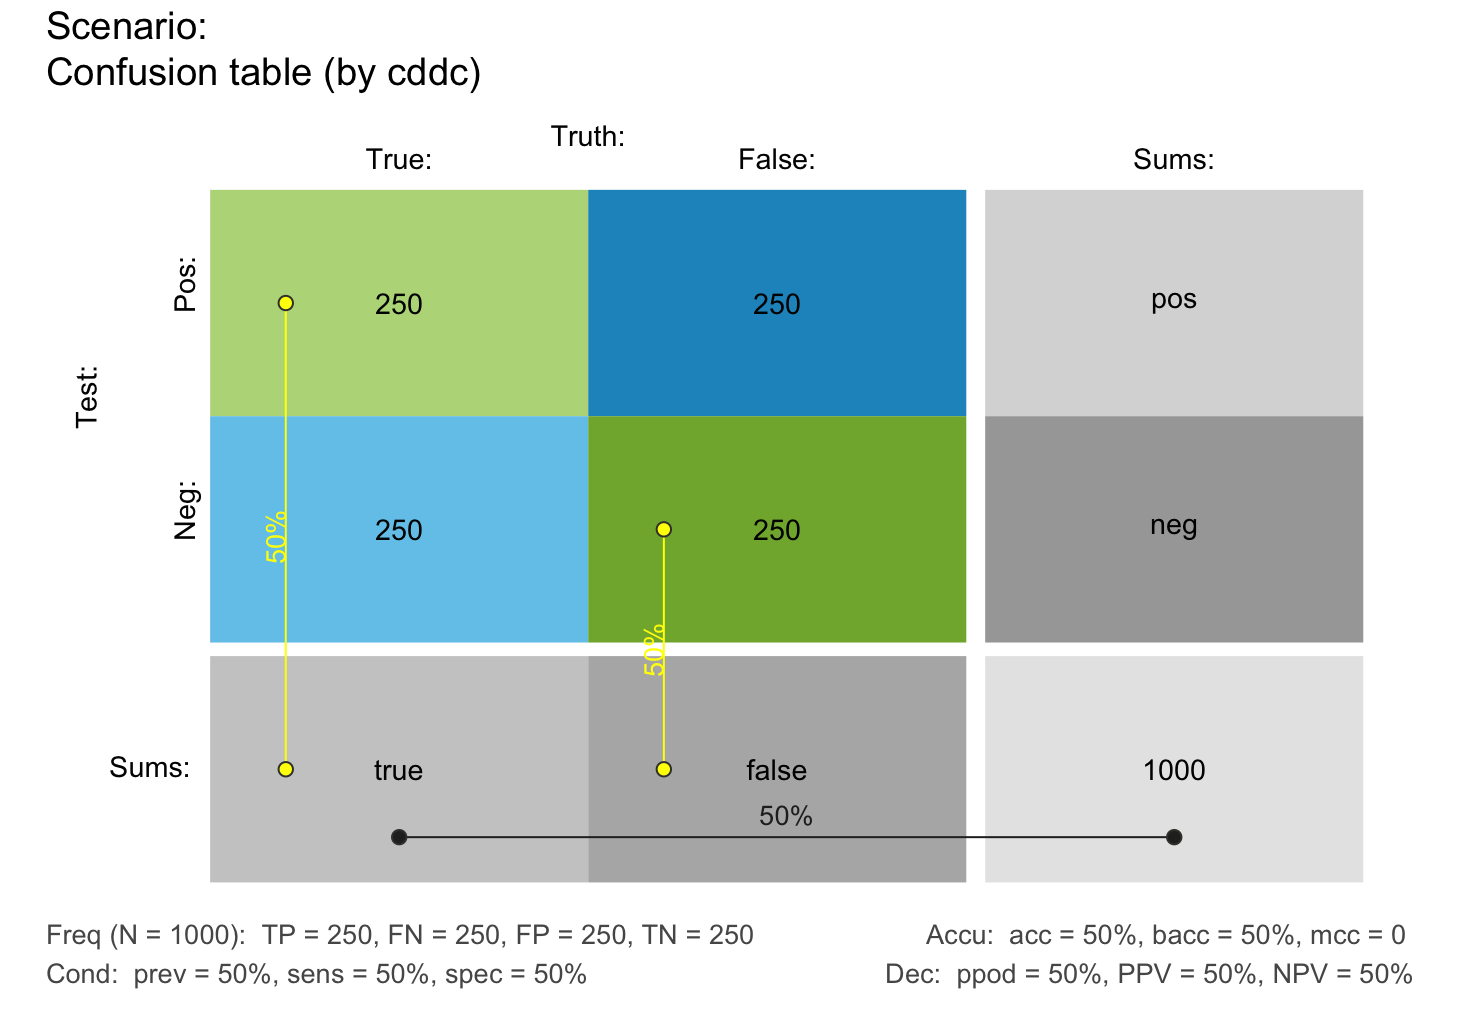 Scenario:
Confusion table (by cddc)
Truth:
True: False: Sums:
Test:
Pos: 250 250 pos
Neg: 250 250 neg
50%
50%
Sums: true false 1000
50%
Freq (N = 1000):  TP = 250, FN = 250, FP = 250, TN = 250
Accu:  acc = 50%, bacc = 50%, mcc = 0
Cond:  prev = 50%, sens = 50%, spec = 50%
Dec:  ppod = 50%, PPV = 50%, NPV = 50%